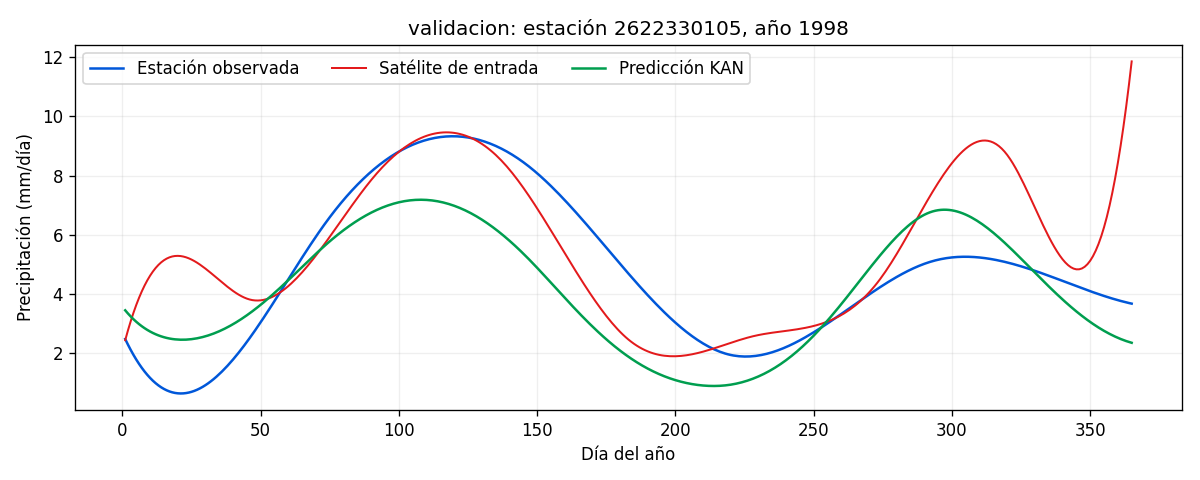 validacion: estación 2622330105, año 1998
Estación observada
Satélite de entrada
Predicción KAN
Precipitación (mm/día)
12
10
8
6
4
2
0
50
100
150
200
250
300
350
Día del año